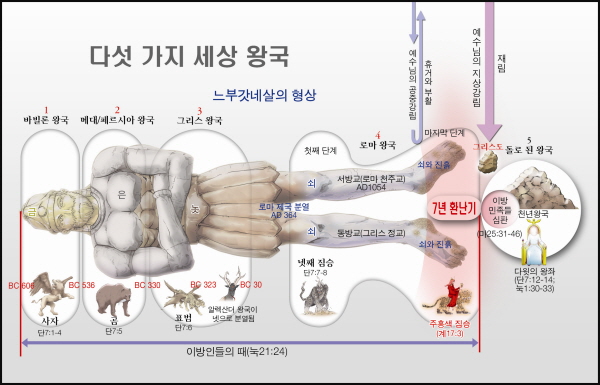 다섯 가지 세상 왕국
느부갓네살의 형상
예수님의 공중강림
휴거와 부활
예수님의 지상강림
재림
1
바빌론 왕국
2
메대/페르시아 왕국
3
그리스 왕국
4
로마 왕국
첫째 단계
마지막 단계
그리스도
5
돌로 된 왕국
금
은
놋
쇠
쇠
쇠와 진흙
쇠와 진흙
서방교(로마 천주교)
AD1054
로마 제국 분열
AD 364
동방교(그리스 정교)
7년 환난기
이방
민족들
심판
(마25:31-46)
천년왕국
다윗의 왕좌
(단7:12-14;
눅1:30-33)
넷째 짐승
단7:7-8
BC 606
BC 536
BC 330
BC 323
BC 30
사자
단7:1-4
곰
단7:5
표범
단7:6
알렉산더 왕국이
넷으로 분열됨
주홍색 짐승
(계17:3)
이방인들의 때(눅21:24)